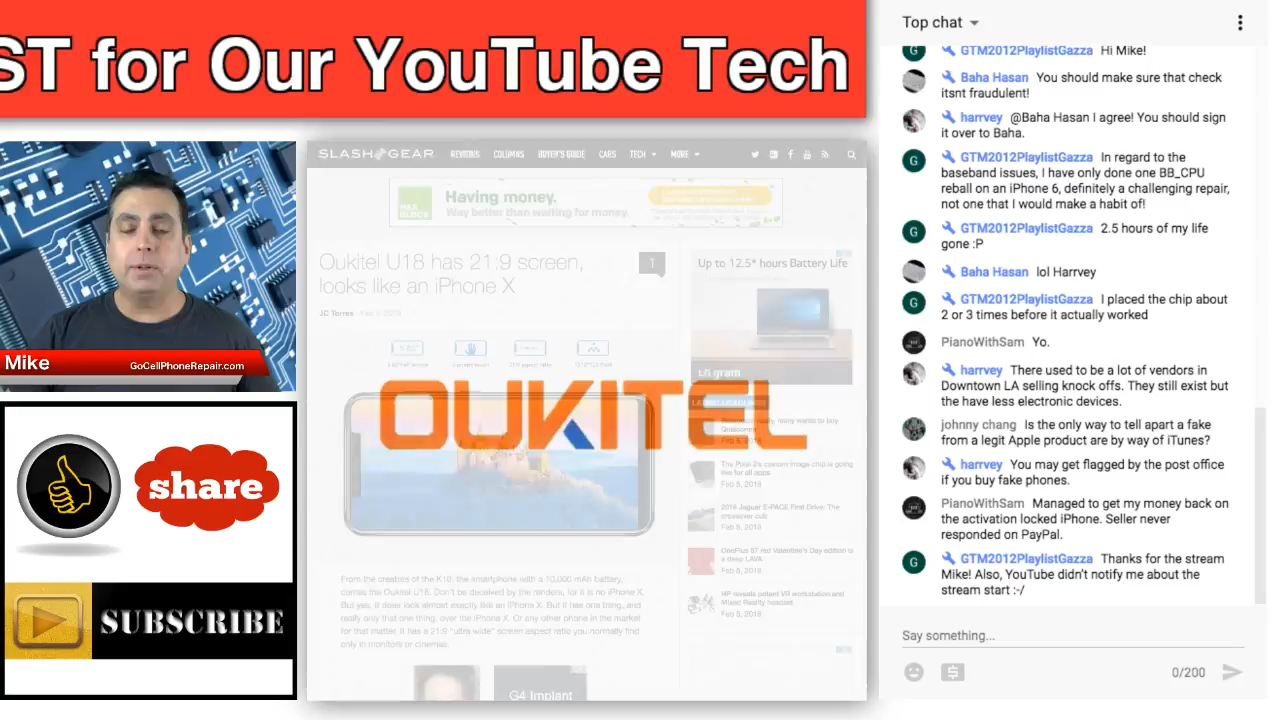 ST for Our YouTube Tech
Mike
GoCellPhoneRepair.com
share
SUBSCRIBE
SLASHGEAR REVIEWS COLUMNS BUYER'S GUIDE CARS TECH MORE
Having money.
Way better than waiting for money.
Oukitel U18 has 21:9 screen,
looks like an iPhone X
1
JC Torres
OUKITEL
From the creators of the K10, the smartphone with a 10,000 mAh battery,
comes the Oukitel U18. Don't be deceived by the renders, for it is no iPhone X.
But yes, it does look almost exactly like an iPhone X. But it has one thing, and
really only that one thing, over the iPhone X. Or any other phone in the market
for that matter. It has a 21:9 "ultra-wide" screen aspect ratio you normally find
only in monitors or cinemas.
G4 Implant
Up to 12.5* hours Battery Life
LG gram
Qualcomm
Feb 5, 2018
The Pixel 2's custom image chip is going
live for all apps
Feb 5, 2018
2018 Jaguar E-PACE First Drive: The
crossover cub
Feb 5, 2018
OnePlus 5T red Valentine's Day edition is
a deep LAVA
Feb 5, 2018
HP reveals potent VR workstation and
Mixed Reality headset
Feb 5, 2018
Top chat
GTM2012PlaylistGazza Hi Mike!
Baha Hasan You should make sure that check
itsnt fraudulent!
harrvey @Baha Hasan I agree! You should sign
it over to Baha.
GTM2012PlaylistGazza In regard to the
baseband issues, I have only done one BB_CPU
reball on an iPhone 6, definitely a challenging repair,
not one that I would make a habit of!
GTM2012PlaylistGazza 2.5 hours of my life
gone :P
Baha Hasan lol Harrvey
GTM2012PlaylistGazza I placed the chip about
2 or 3 times before it actually worked
PianoWithSam Yo.
harrvey There used to be a lot of vendors in
Downtown LA selling knock offs. They still exist but
the have less electronic devices.
johnny chang Is the only way to tell apart a fake
from a legit Apple product are by way of iTunes?
harrvey You may get flagged by the post office
if you buy fake phones.
PianoWithSam Managed to get my money back on
the activation locked iPhone. Seller never
responded on PayPal.
GTM2012PlaylistGazza Thanks for the stream
Mike! Also, YouTube didn't notify me about the
stream start :-/
Say something...
0/200